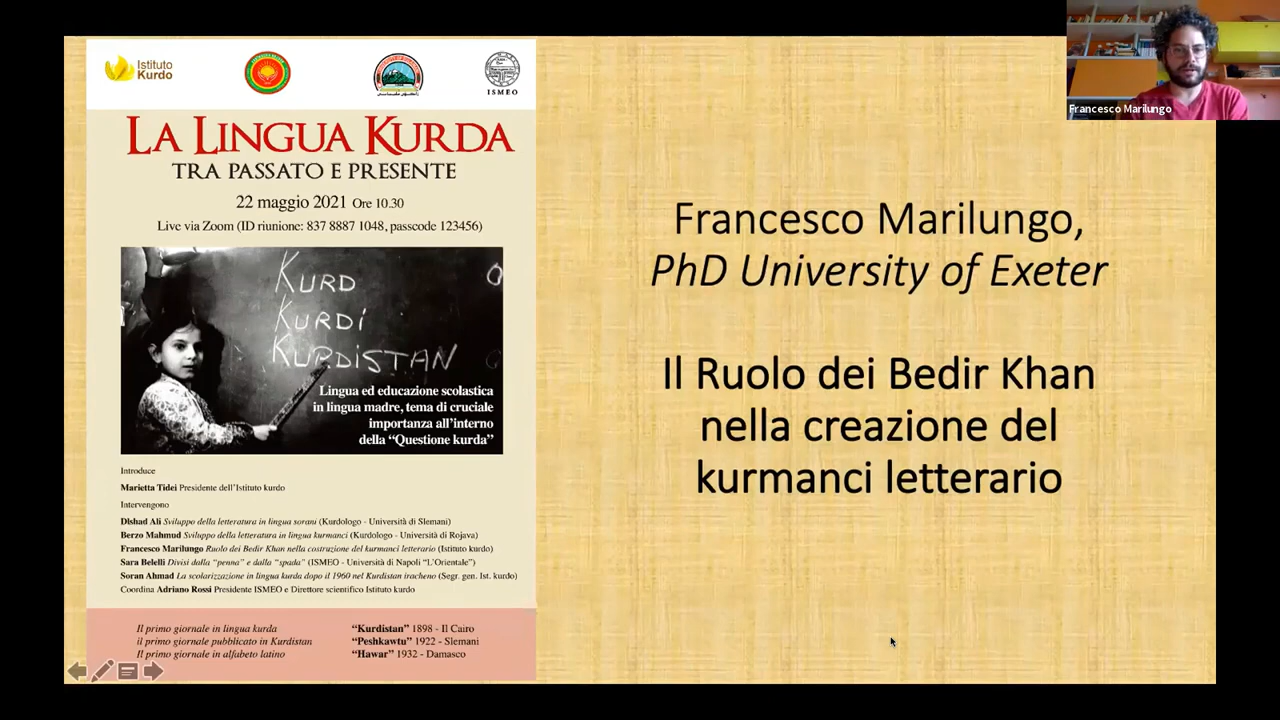 Istituto
Kurdo
ISMEO
LA LINGUA KURDA
TRA PASSATO E PRESENTE
22 maggio 2021 Ore 10.30
Live via Zoom (ID riunione: 837 8887 1048, passcode 123456)
KURD
KURDI
KURDISTAN
Lingua ed educazione scolastica
in lingua madre, tema di cruciale
importanza all'interno
della “Questione kurda”
Introduce
Marietta Tidei Presidente dell'Istituto kurdo
Intervengono
Dlshad Ali Sviluppo della letteratura in lingua sorani (Kurdologo - Università di Slemani)
Berzo Mahmud Sviluppo della letteratura in lingua kurmanci (Kurdologo - Università di Rojava)
Francesco Marilungo Ruolo dei Bedir Khan nella costruzione del kurmanci letterario (Istituto kurdo)
Sara Belelli Divisi dalla “penna” e dalla “spada” (ISMEO - Università di Napoli “L'Orientale”)
Soran Ahmad La scolarizzazione in lingua kurda dopo il 1960 nel Kurdistan iracheno (Segr. gen. Ist. kurdo)
Coordina Adriano Rossi Presidente ISMEO e Direttore scientifico Istituto kurdo
Il primo giornale in lingua kurda “Kurdistan” 1898 - Il Cairo
il primo giornale pubblicato in Kurdistan “Peshkawtu” 1922 - Slemani
Il primo giornale in alfabeto latino “Hawar” 1932 - Damasco
Francesco Marilungo,
PhD University of Exeter
Il Ruolo dei Bedir Khan
nella creazione del
kurmanci letterario
Francesco Marilungo